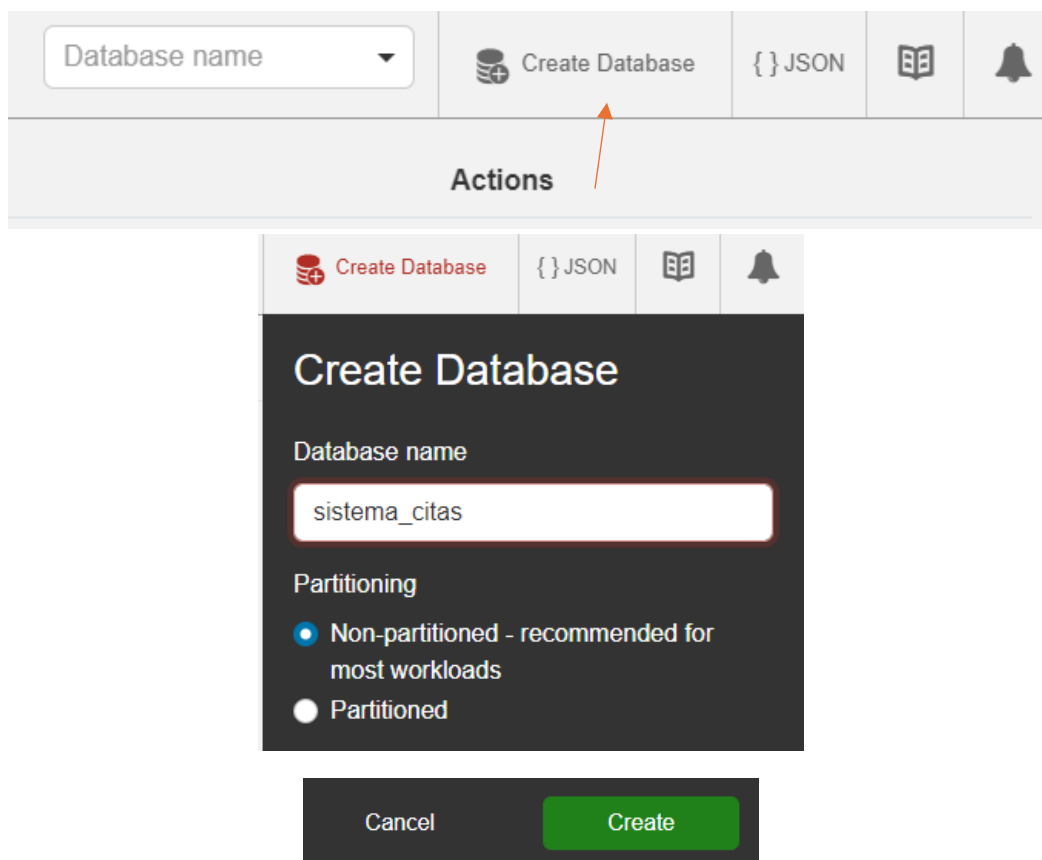 Database name
Create Database
{ } JSON
Actions
Create Database
{ } JSON
Create Database
Database name
sistema_citas
Partitioning
Non-partitioned - recommended for
most workloads
Partitioned
Cancel
Create